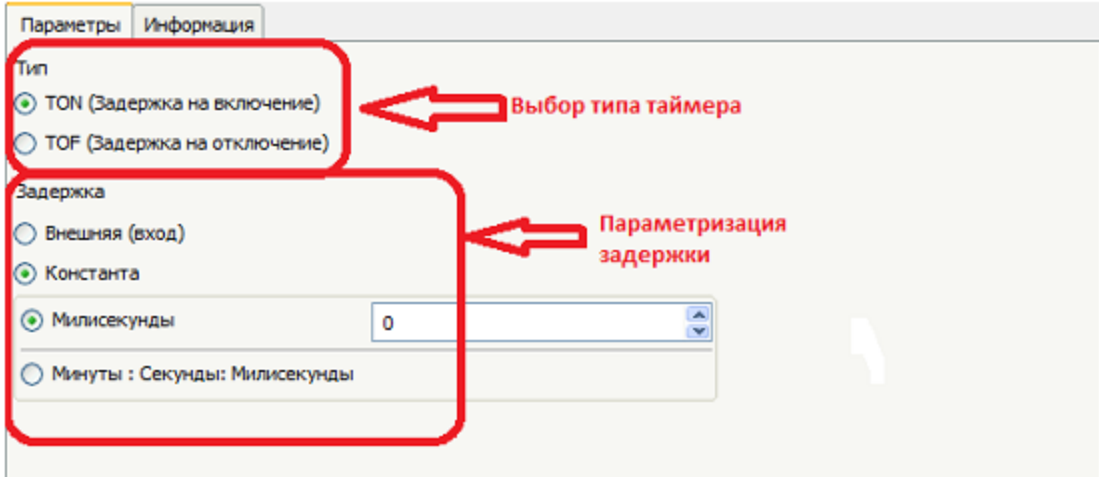 Параметры Информация
Тип
TON (Задержка на включение)
Выбор типа таймера
TOF (Задержка на отключение)
Задержка
Внешняя (вход)
Параметризация
задержки
Константа
Милисекунды 0
Минуты : Секунды: Милисекунды